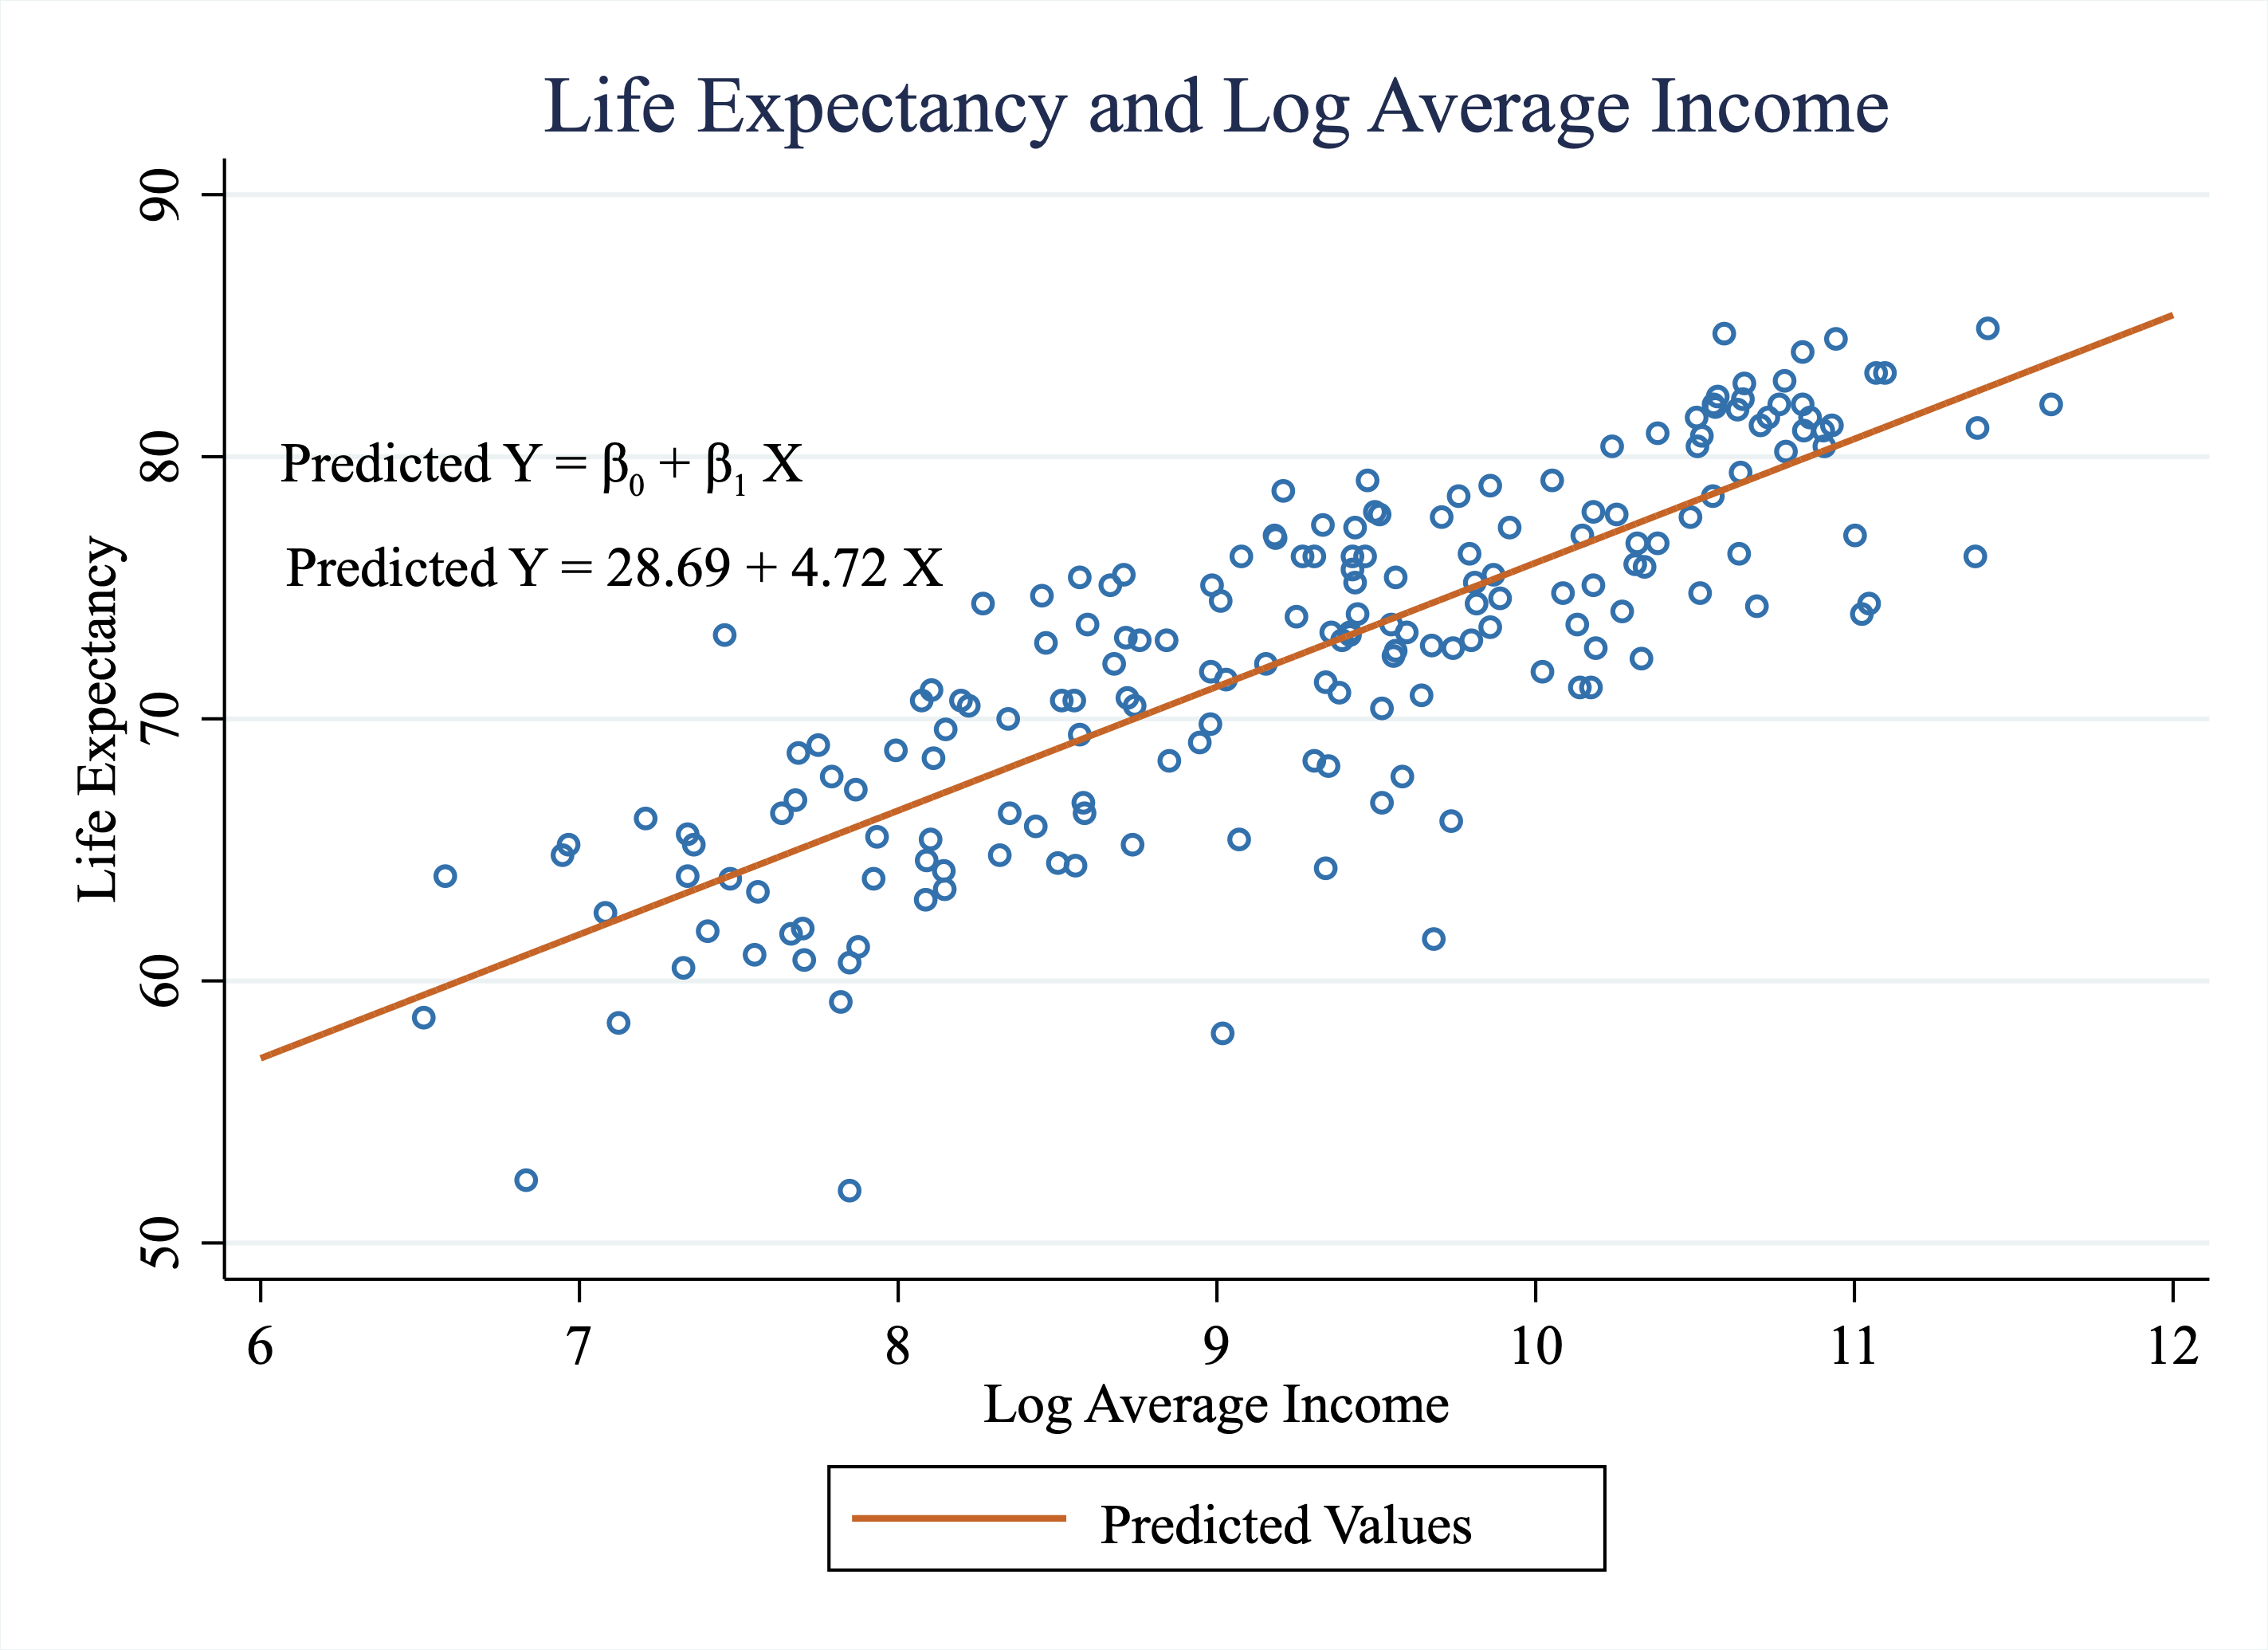 Life Expectancy and Log Average Income
90
80
70
60
50
Life Expectancy
Predicted Y = β0 + β1 X
Predicted Y = 28.69 + 4.72 X
6 7 8 9 10 11 12
Log Average Income
Predicted Values